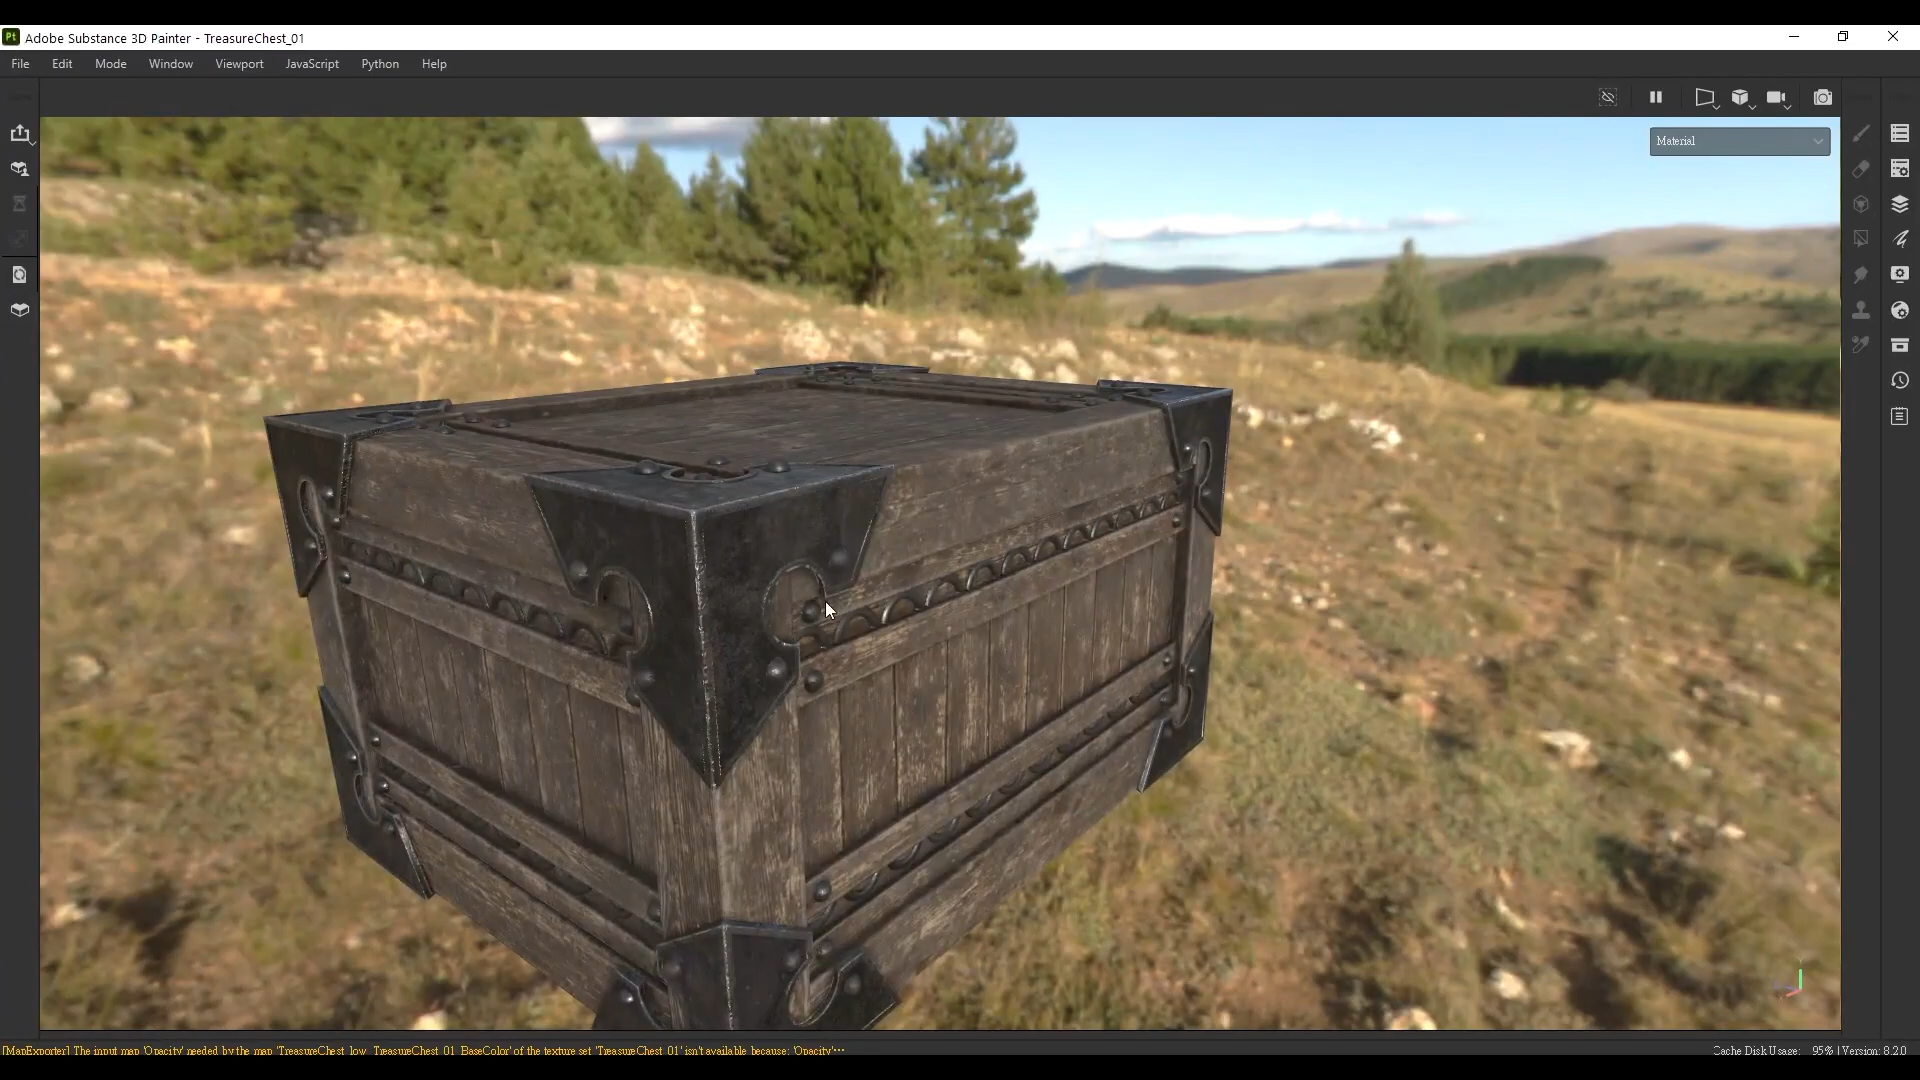 Pt Adobe Substance 3D Painter - TreasureChest_01
File Edit Mode Window Viewport JavaScript Python Help
Material
[MapExporter] The input map 'Opacity' needed by the map 'TreasureChest_low_TreasureChest_01_BaseColor' of the texture set 'TreasureChest_01' isn't available because: 'Opacity'···
Cache Disk Usage: 95% | Version: 8.2.0